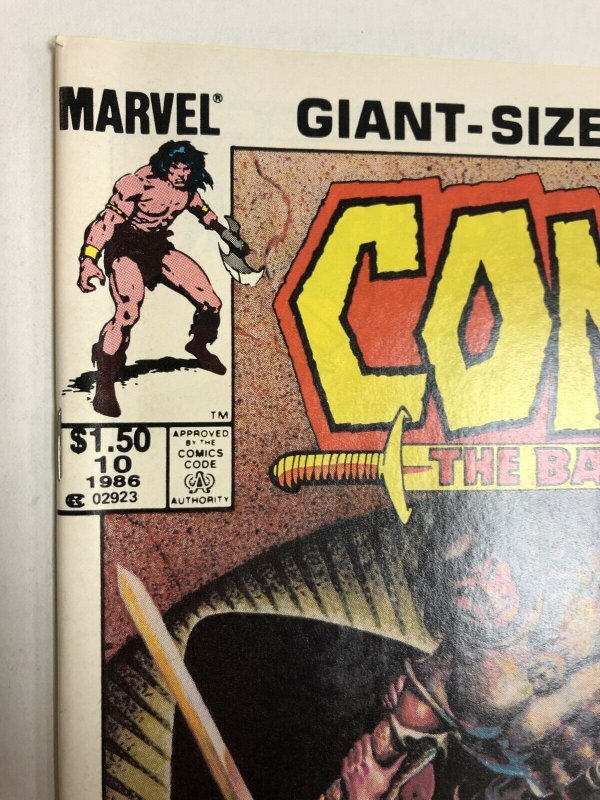 MARVEL® GIANT-SIZE
CON
TM
THE BA
$1.50
10
1986
02923
APPROVED
BY THE
COMICS
CODE
AUTHORITY